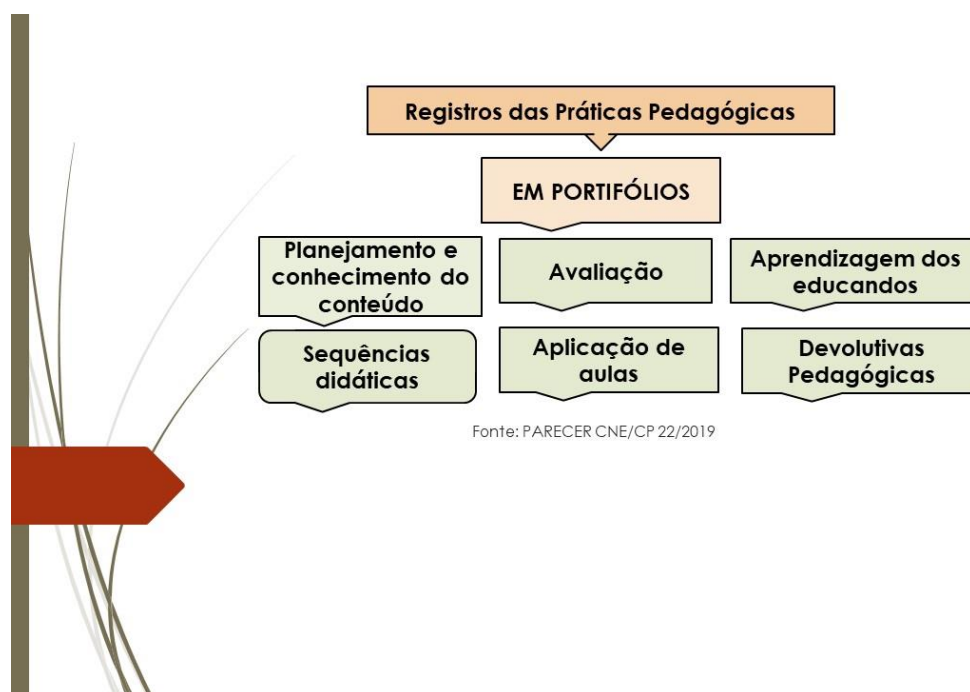 Registros das Práticas Pedagógicas
EM PORTIFÓLIOS
Planejamento e
conhecimento do
conteúdo
Avaliação
Aprendizagem dos
educandos
Sequências
didáticas
Aplicação de
aulas
Devolutivas
Pedagógicas
Fonte: PARECER CNE/CP 22/2019